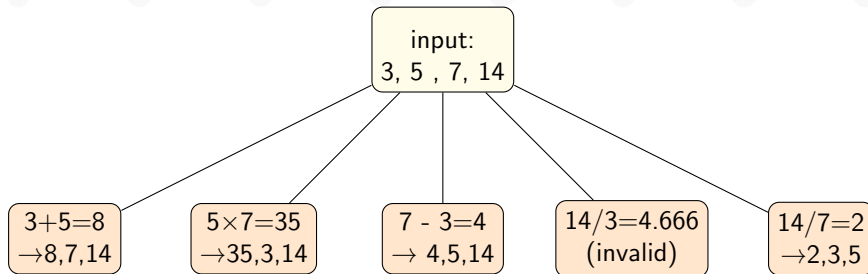 input:
3, 5 , 7, 14
3+5=8
→8,7,14
5×7=35
→35,3,14
7 - 3=4
→ 4,5,14
14/3=4.666
(invalid)
14/7=2
→2,3,5